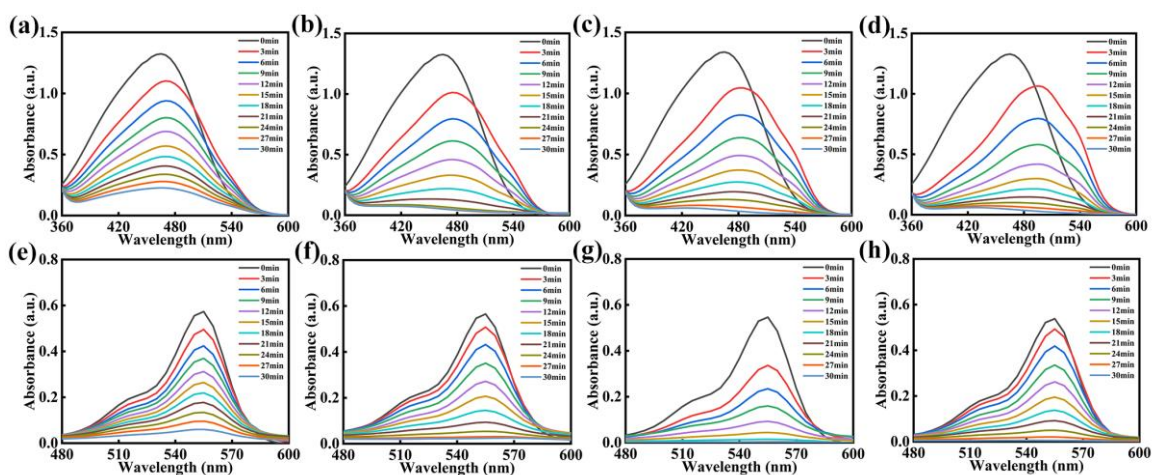 (a)
1.5
1.0
0.5
0.0
Absorbance (a.u.)
360 420 480 540 600
Wavelength (nm)
0min
3min
6min
9min
12min
15min
18min
21min
24min
27min
30min
(b)
1.5
1.0
0.5
0.0
Absorbance (a.u.)
360 420 480 540 600
Wavelength (nm)
0min
3min
6min
9min
12min
15min
18min
21min
24min
27min
30min
(c)
1.5
1.0
0.5
0.0
Absorbance (a.u.)
360 420 480 540 600
Wavelength (nm)
0min
3min
6min
9min
12min
15min
18min
21min
24min
27min
30min
(d)
1.5
1.0
0.5
0.0
Absorbance (a.u.)
360 420 480 540 600
Wavelength (nm)
0min
3min
6min
9min
12min
15min
18min
21min
24min
27min
30min
(e)
0.8
0.6
0.4
0.2
0.0
Absorbance (a.u.)
480 510 540 570 600
Wavelength (nm)
0min
3min
6min
9min
12min
15min
18min
21min
24min
27min
30min
(f)
0.8
0.6
0.4
0.2
0.0
Absorbance (a.u.)
480 510 540 570 600
Wavelength (nm)
0min
3min
6min
9min
12min
15min
18min
21min
24min
27min
30min
(g)
0.8
0.6
0.4
0.2
0.0
Absorbance (a.u.)
480 510 540 570 600
Wavelength (nm)
0min
3min
6min
9min
12min
15min
18min
21min
24min
27min
30min
(h)
0.8
0.6
0.4
0.2
0.0
Absorbance (a.u.)
480 510 540 570 600
Wavelength (nm)
0min
3min
6min
9min
12min
15min
18min
21min
24min
27min
30min